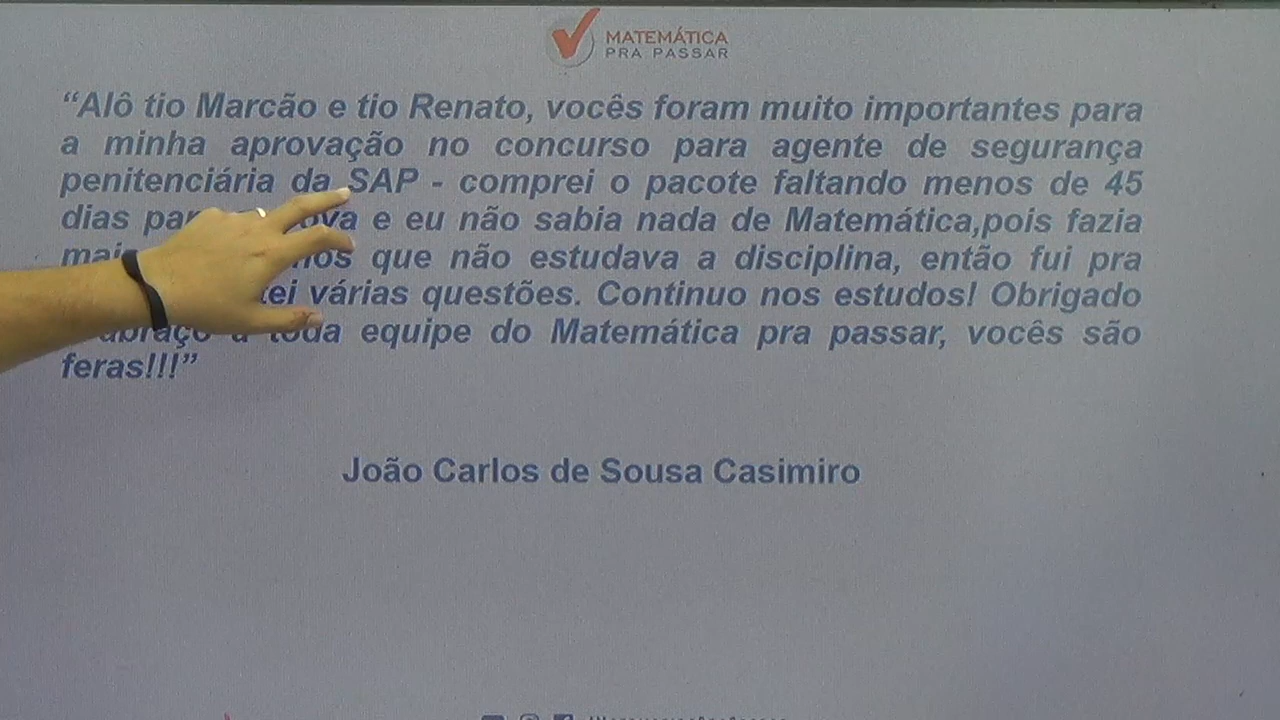 MATEMÁTICA
PRA PASSAR
“Alô tio Marcão e tio Renato, vocês foram muito importantes para
a minha aprovação no concurso para agente de segurança
penitenciária da SAP - comprei o pacote faltando menos de 45
dias e eu não sabia nada de Matemática,pois fazia
que não estudava a disciplina, então fui pra
várias questões. Continuo nos estudos! Obrigado
abraço a toda equipe do Matemática pra passar, vocês são
feras!!!”
João Carlos de Sousa Casimiro